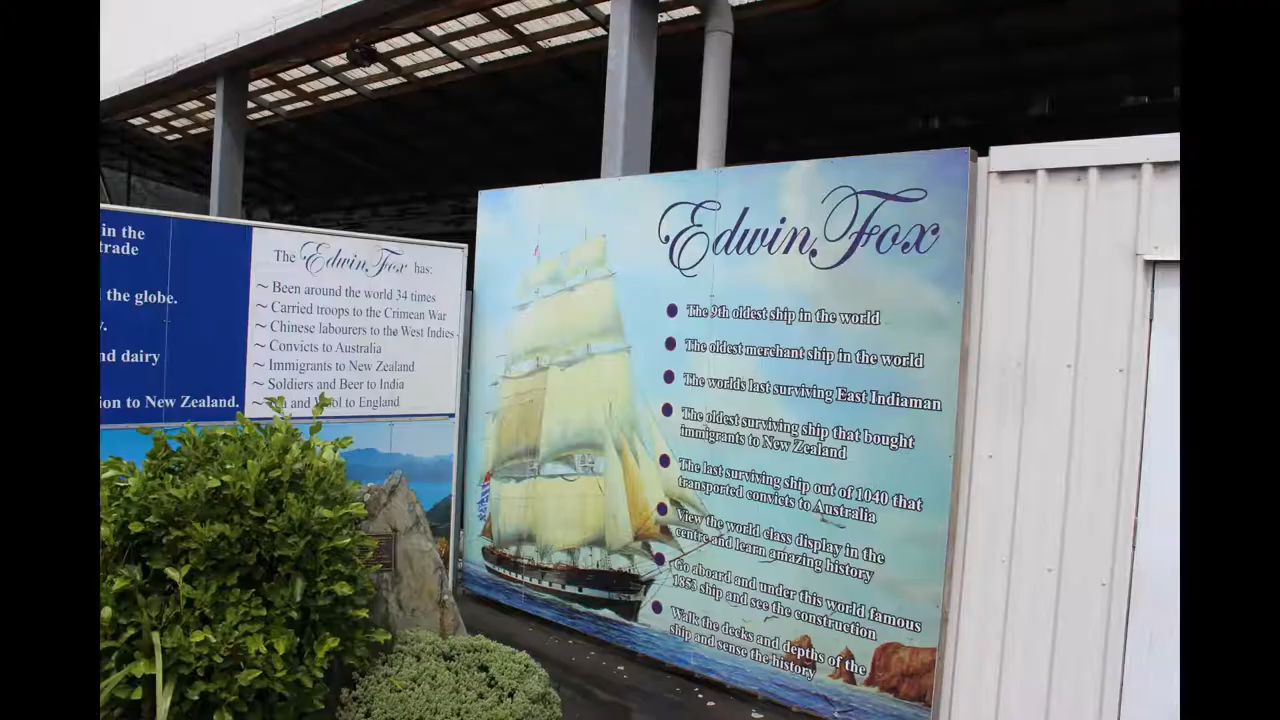 in the
trade
the globe.
nd dairy
ion to New Zealand.
The Edwin Fox has:
~ Been around the world 34 times
~ Carried troops to the Crimean War
~ Chinese labourers to the West Indies
~ Convicts to Australia
~ Immigrants to New Zealand
~ Soldiers and Beer to India
~ and Wool to England
Edwin Fox
The 9th oldest ship in the world
The oldest merchant ship in the world
The worlds last surviving East Indiaman
The oldest surviving ship that bought
immigrants to New Zealand
The last surviving ship out of 1040 that
transported convicts to Australia
View the world class display in the
centre and learn amazing history
Go aboard and under this world famous
1853 ship and see the construction
Walk the decks and depths of the
ship and sense the history